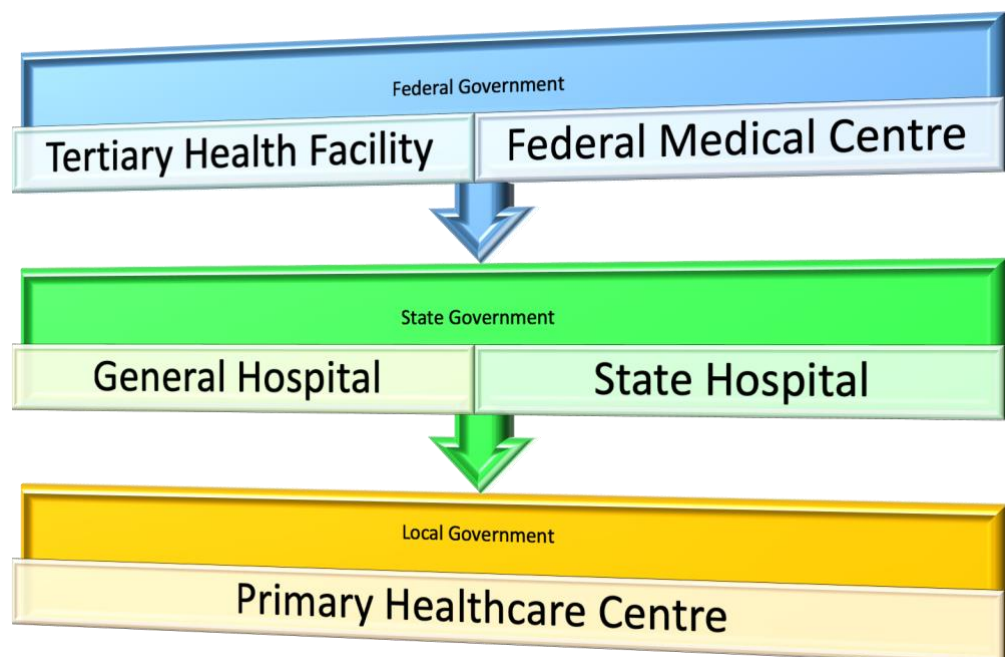 Federal Government
Tertiary Health Facility
Federal Medical Centre
State Government
General Hospital
State Hospital
Local Government
Primary Healthcare Centre